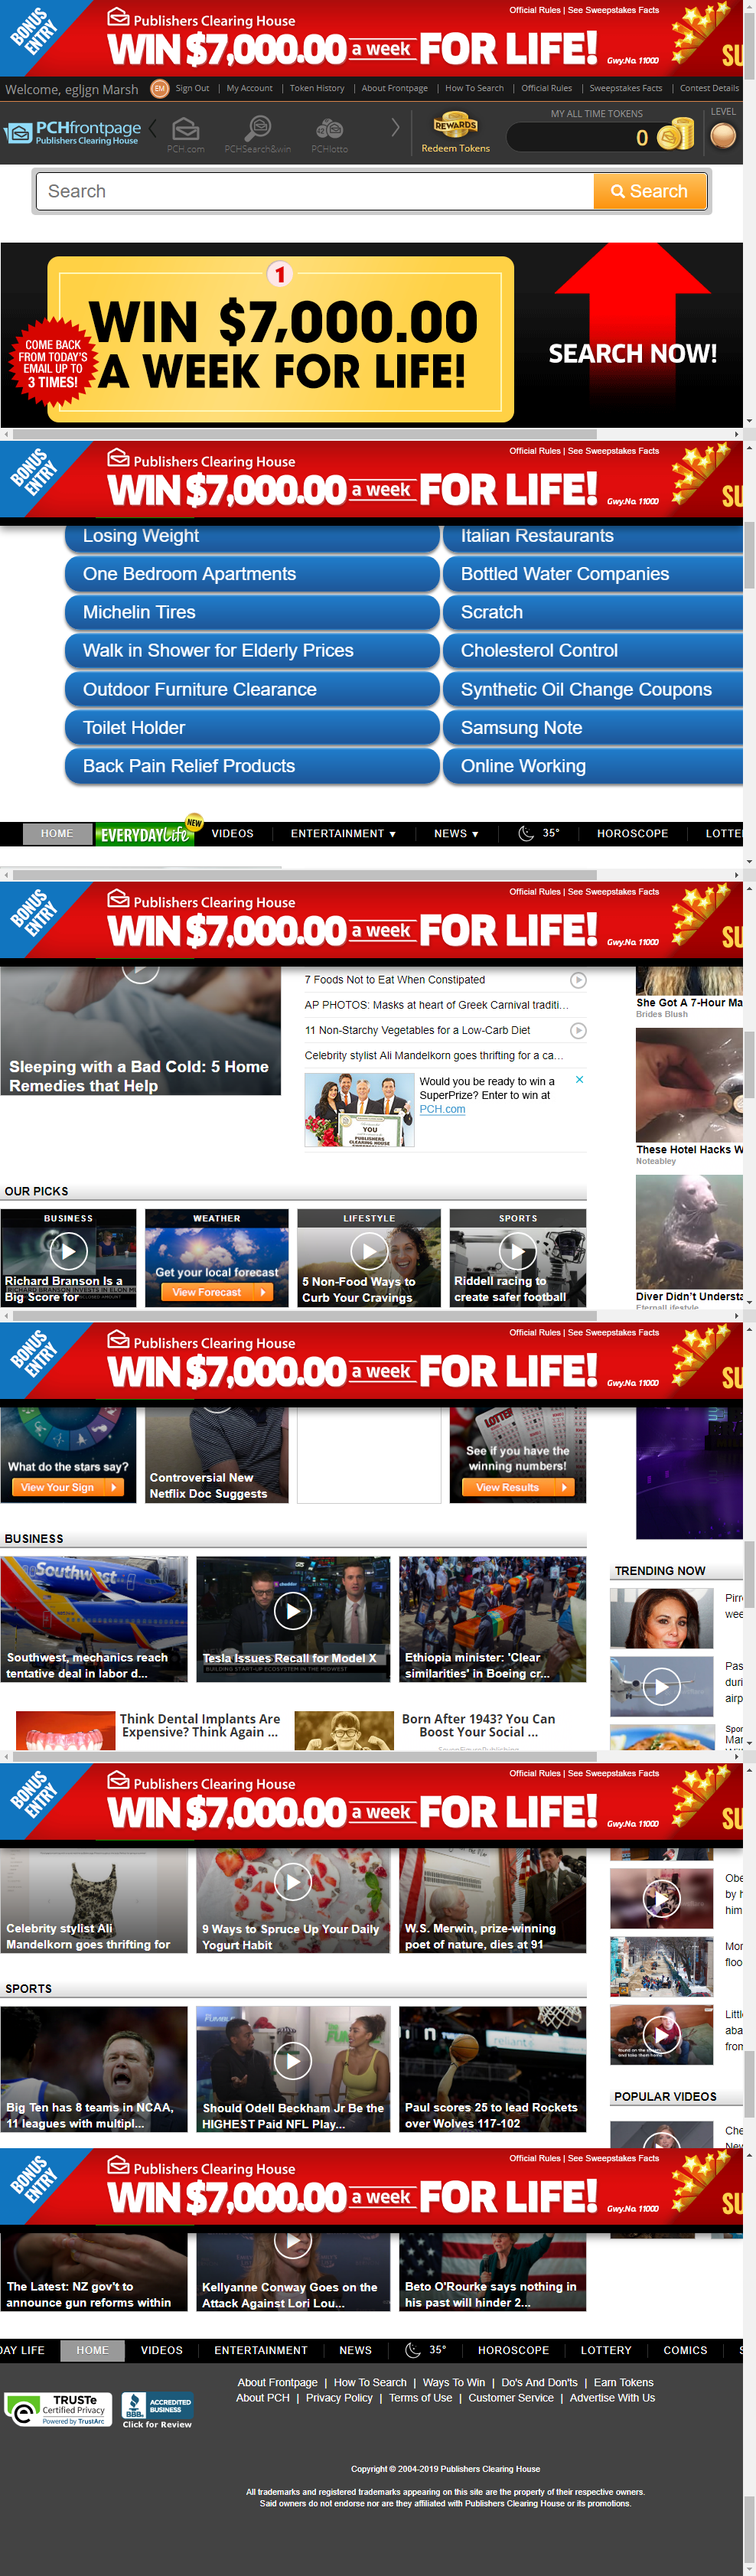 BONUS ENTRY
Official Rules | See Sweepstakes Facts
Publishers Clearing House
WIN $7,000.00 a week FOR LIFE!
Gwy.No. 11000
SU
Welcome, egljgn Marsh
EM
Sign Out | My Account | Token History | About Frontpage | How To Search | Official Rules | Sweepstakes Facts | Contest Details
PCHfrontpage
Publishers Clearing House
PCH.com
PCHSearch&win
PCHlotto
REWARDS
Redeem Tokens
MY ALL TIME TOKENS
0
LEVEL
Search
Search
1
WIN $7,000.00
A WEEK FOR LIFE!
COME BACK
FROM TODAY'S
EMAIL UP TO
3 TIMES!
SEARCH NOW!
BONUS ENTRY
Official Rules | See Sweepstakes Facts
Publishers Clearing House
WIN $7,000.00 a week FOR LIFE!
Gwy.No. 11000
SU
Losing Weight
Italian Restaurants
One Bedroom Apartments
Bottled Water Companies
Michelin Tires
Scratch
Walk in Shower for Elderly Prices
Cholesterol Control
Outdoor Furniture Clearance
Synthetic Oil Change Coupons
Toilet Holder
Samsung Note
Back Pain Relief Products
Online Working
HOME
EVERYDAY Life
NEW
VIDEOS
ENTERTAINMENT
NEWS
35°
HOROSCOPE
LOTTE
BONUS ENTRY
Official Rules | See Sweepstakes Facts
Publishers Clearing House
WIN $7,000.00 a week FOR LIFE!
Gwy.No. 11000
SU
Sleeping with a Bad Cold: 5 Home
Remedies that Help
7 Foods Not to Eat When Constipated
AP PHOTOS: Masks at heart of Greek Carnival traditi...
11 Non-Starchy Vegetables for a Low-Carb Diet
Celebrity stylist Ali Mandelkorn goes thrifting for a ca...
YOU
PUBLISHERS
CLEARING HOUSE
Would you be ready to win a
SuperPrize? Enter to win at
PCH.com
She Got A 7-Hour Ma
Brides Blush
These Hotel Hacks W
Noteabley
Diver Didn't Understa
EternalLifestyle
OUR PICKS
BUSINESS
Richard Branson Is a
Big Score for
WEATHER
Get your local forecast
View Forecast
LIFESTYLE
5 Non-Food Ways to
Curb Your Cravings
SPORTS
Riddell racing to
create safer football
BONUS ENTRY
Official Rules | See Sweepstakes Facts
Publishers Clearing House
WIN $7,000.00 a week FOR LIFE!
Gwy.No. 11000
SU
What do the stars say?
View Your Sign
Controversial New
Netflix Doc Suggests
LOTTER
See if you have the
winning numbers!
View Results
BUSINESS
Southwest
Southwest, mechanics reach
tentative deal in labor d...
Tesla Issues Recall for Model X
BUILDING START-UP ECOSYSTEM IN THE MIDWEST
Ethiopia minister: 'Clear
similarities' in Boeing cr...
TRENDING NOW
Pirr
wee
Pas
duri
airp
Spor
Mar
Think Dental Implants Are
Expensive? Think Again ...
Born After 1943? You Can
Boost Your Social ...
BONUS ENTRY
Official Rules | See Sweepstakes Facts
Publishers Clearing House
WIN $7,000.00 a week FOR LIFE!
Gwy.No. 11000
SU
Celebrity stylist Ali
Mandelkorn goes thrifting for
9 Ways to Spruce Up Your Daily
Yogurt Habit
W.S. Merwin, prize-winning
poet of nature, dies at 91
Obe
by h
him
Mor
floo
Littl
aba
from
SPORTS
Big Ten has 8 teams in NCAA,
11 leagues with multipl...
Should Odell Beckham Jr Be the
HIGHEST Paid NFL Play...
Paul scores 25 to lead Rockets
over Wolves 117-102
POPULAR VIDEOS
Che
New
BONUS ENTRY
Official Rules | See Sweepstakes Facts
Publishers Clearing House
WIN $7,000.00 a week FOR LIFE!
Gwy.No. 11000
SU
The Latest: NZ gov't to
announce gun reforms within
Kellyanne Conway Goes on the
Attack Against Lori Lou...
Beto O'Rourke says nothing in
his past will hinder 2...
DAY LIFE
HOME
VIDEOS
ENTERTAINMENT
NEWS
35°
HOROSCOPE
LOTTERY
COMICS
S
About Frontpage | How To Search | Ways To Win | Do's And Don'ts | Earn Tokens
About PCH | Privacy Policy | Terms of Use | Customer Service | Advertise With Us
TRUSTe
Certified Privacy
Powered by TrustArc
BBB
ACCREDITED
BUSINESS
Click for Review
Copyright © 2004-2019 Publishers Clearing House
All trademarks and registered trademarks appearing on this site are the property of their respective owners.
Said owners do not endorse nor are they affiliated with Publishers Clearing House or its promotions.